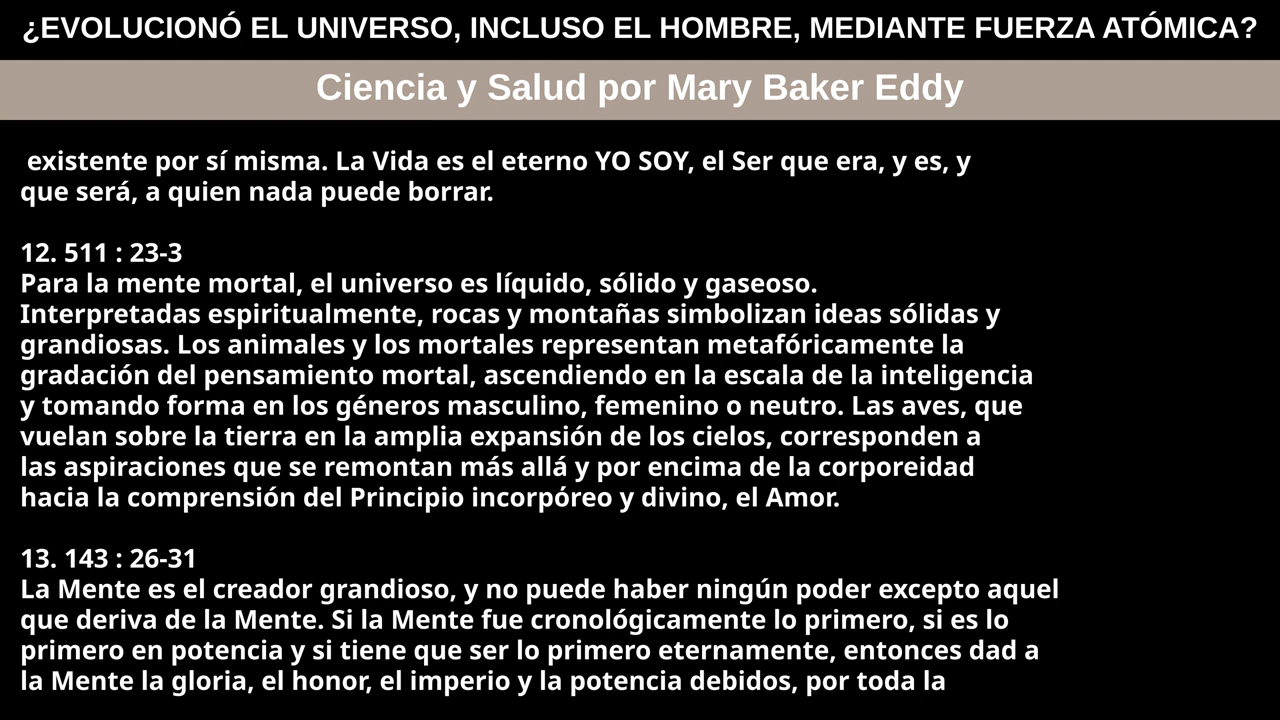 ¿EVOLUCIONÓ EL UNIVERSO, INCLUSO EL HOMBRE, MEDIANTE FUERZA ATÓMICA?
Ciencia y Salud por Mary Baker Eddy
existente por sí misma. La Vida es el eterno YO SOY, el Ser que era, y es, y
que será, a quien nada puede borrar.
12. 511 : 23-3
Para la mente mortal, el universo es líquido, sólido y gaseoso.
Interpretadas espiritualmente, rocas y montañas simbolizan ideas sólidas y
grandiosas. Los animales y los mortales representan metafóricamente la
gradación del pensamiento mortal, ascendiendo en la escala de la inteligencia
y tomando forma en los géneros masculino, femenino o neutro. Las aves, que
vuelan sobre la tierra en la amplia expansión de los cielos, corresponden a
las aspiraciones que se remontan más allá y por encima de la corporeidad
hacia la comprensión del Principio incorpóreo y divino, el Amor.
13. 143 : 26-31
La Mente es el creador grandioso, y no puede haber ningún poder excepto aquel
que deriva de la Mente. Si la Mente fue cronológicamente lo primero, si es lo
primero en potencia y si tiene que ser lo primero eternamente, entonces dad a
la Mente la gloria, el honor, el imperio y la potencia debidos, por toda la